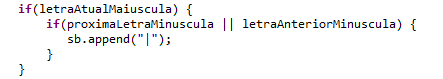 if(letraAtualMaiuscula) {
    if(proximaLetraMinuscula || letraAnteriorMinuscula) {
        sb.append("|");
    }
}